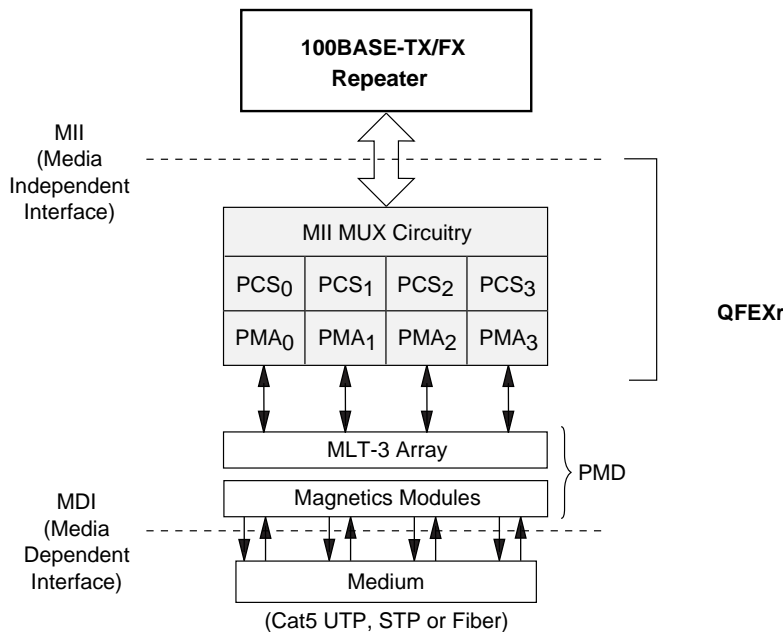 100BASE-TX/FX
Repeater
MII
(Media
Independent
Interface)
MII MUX Circuitry
PCS0 PCS1 PCS2 PCS3
PMA0 PMA1 PMA2 PMA3
QFEXr
MLT-3 Array
PMD
Magnetics Modules
MDI
(Media
Dependent
Interface)
Medium
(Cat5 UTP, STP or Fiber)